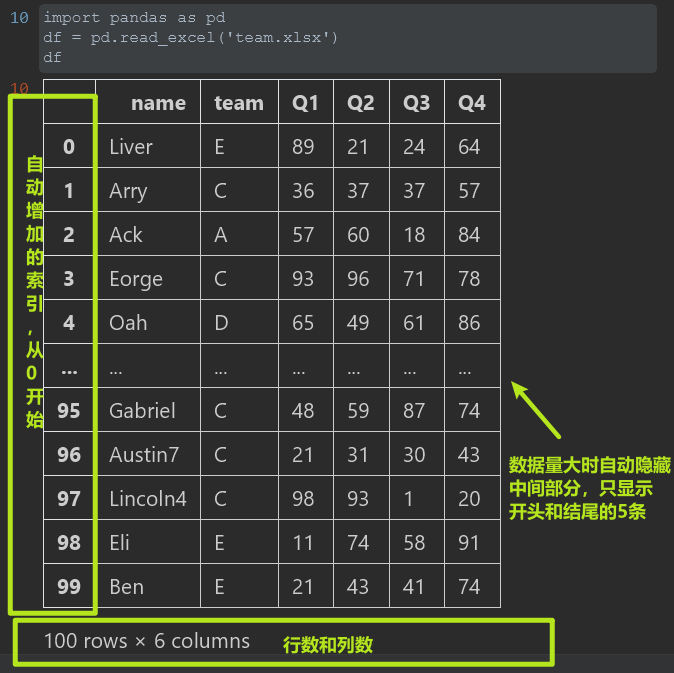 10 import pandas as pd
df = pd.read_excel('team.xlsx')
df
10
name team Q1 Q2 Q3 Q4
0 Liver E 89 21 24 64
1 Arry C 36 37 37 57
2 Ack A 57 60 18 84
3 Eorge C 93 96 71 78
4 Oah D 65 49 61 86
... ... ... ... ... ... ...
95 Gabriel C 48 59 87 74
96 Austin7 C 21 31 30 43
97 Lincoln4 C 98 93 1 20
98 Eli E 11 74 58 91
99 Ben E 21 43 41 74
自动增加的索引,从0开始
数据量大时自动隐藏
中间部分，只显示
开头和结尾的5条
100 rows × 6 columns 行数和列数